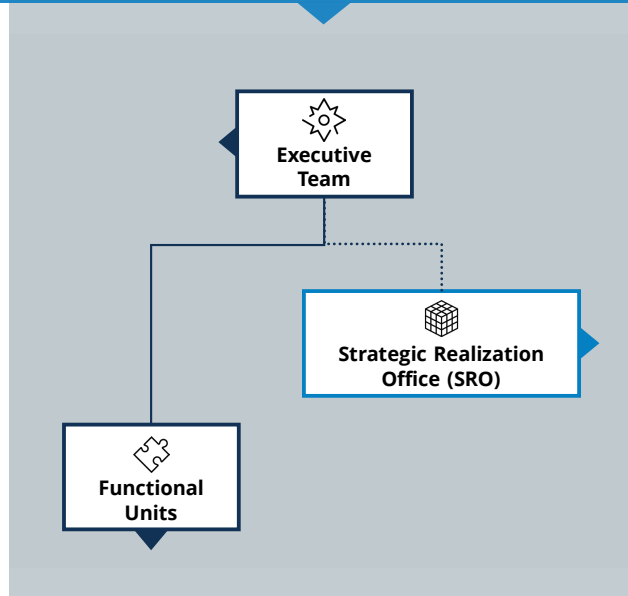 Executive
Team
Strategic Realization
Office (SRO)
Functional
Units